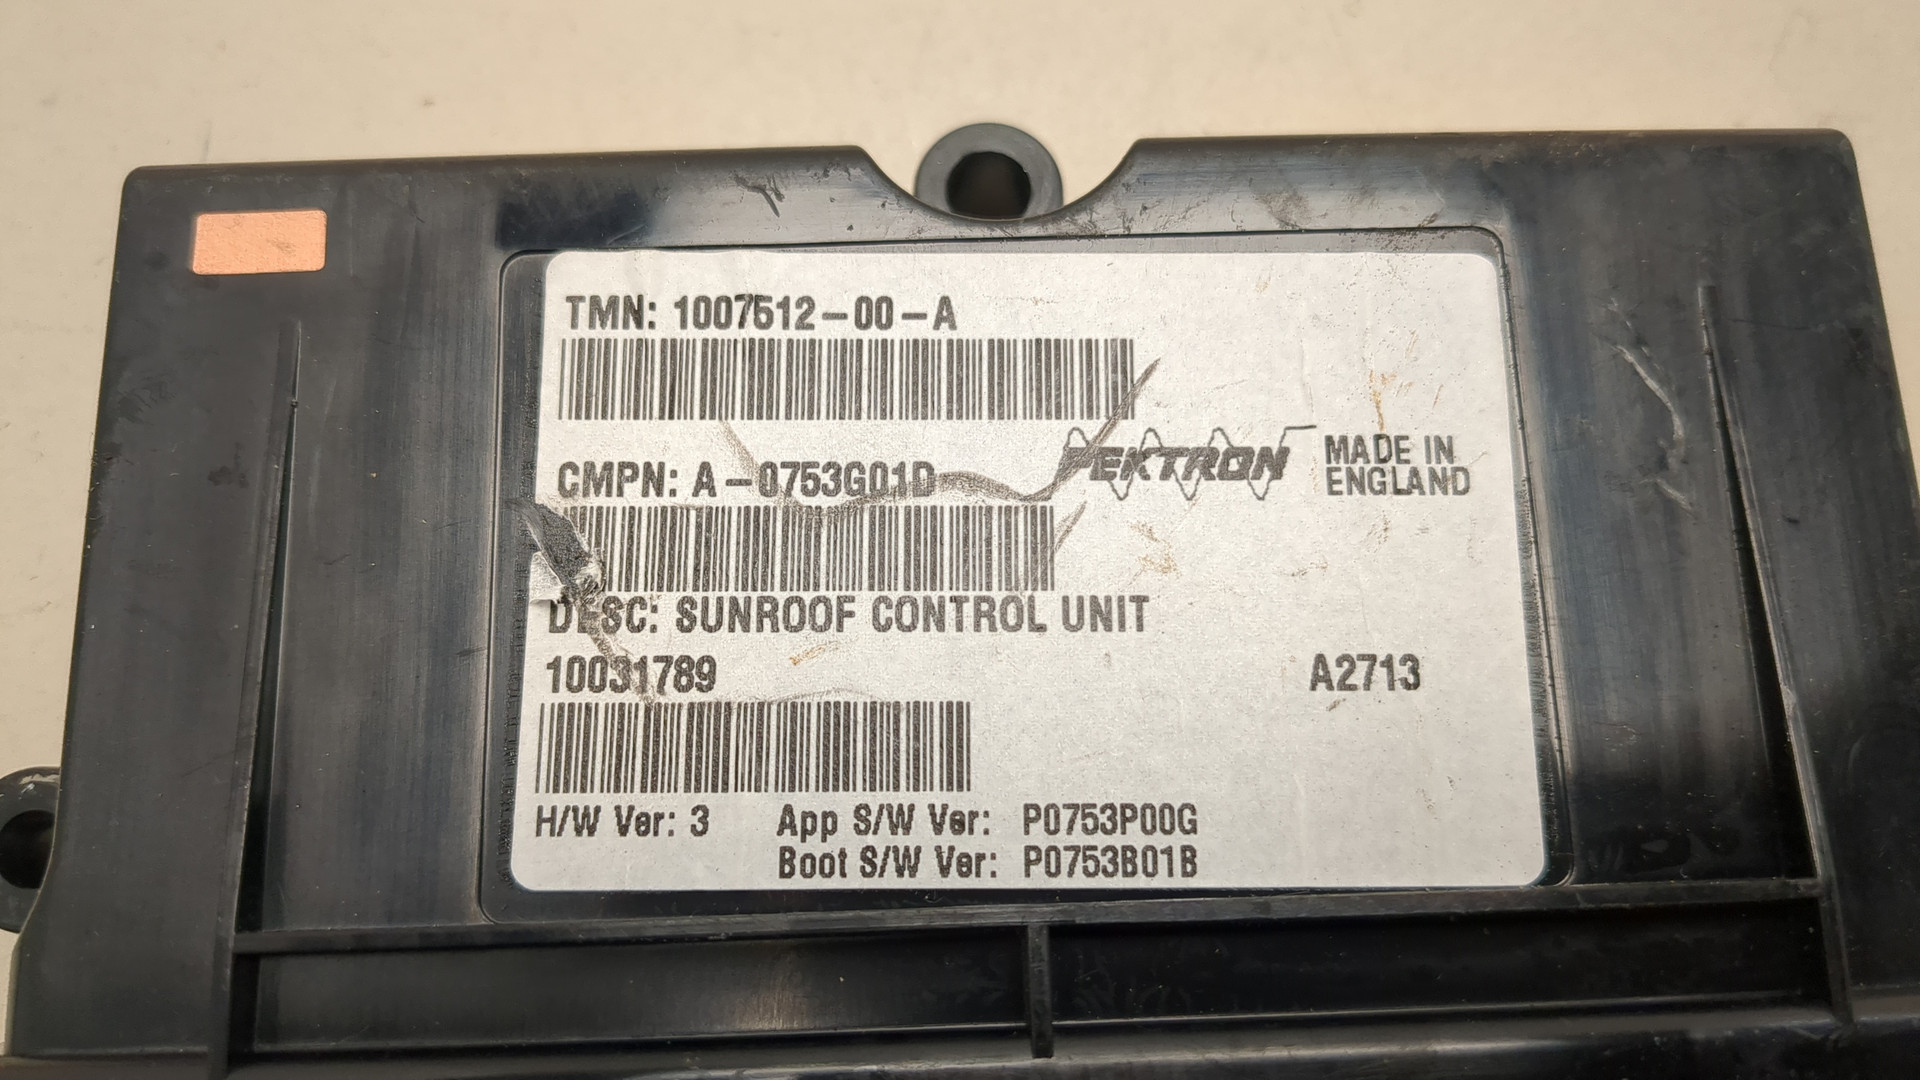 TMN: 1007512-00-A
CMPN: A-0753G01D
PEKTRON
MADE IN
ENGLAND
DESC: SUNROOF CONTROL UNIT
10031789
A2713
H/W Ver: 3 App S/W Ver: P0753P00G
Boot S/W Ver: P0753B01B